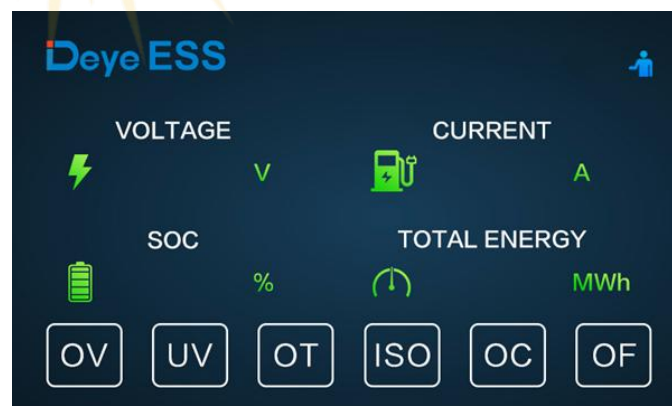 Deye ESS
VOLTAGE CURRENT
V A
SOC TOTAL ENERGY
% MWh
OV UV OT ISO OC OF